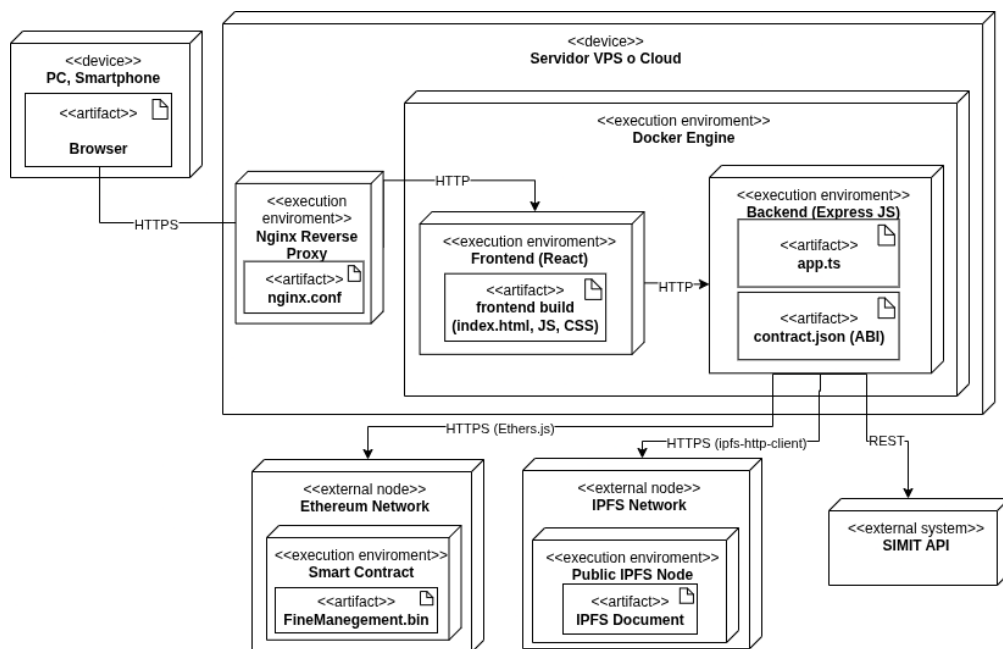 <<device>>
PC, Smartphone
<<artifact>>
Browser
HTTPS
<<device>>
Servidor VPS o Cloud
<<execution
enviroment>>
Nginx Reverse
Proxy
<<artifact>>
nginx.conf
HTTP
<<execution enviroment>>
Docker Engine
<<execution enviroment>>
Frontend (React)
<<artifact>>
frontend build
(index.html, JS, CSS)
HTTP
<<execution enviroment>>
Backend (Express JS)
<<artifact>>
app.ts
<<artifact>>
contract.json (ABI)
HTTPS (Ethers.js)
HTTPS (ipfs-http-client)
REST
<<external node>>
Ethereum Network
<<execution enviroment>>
Smart Contract
<<artifact>>
FineManegement.bin
<<external node>>
IPFS Network
<<execution enviroment>>
Public IPFS Node
<<artifact>>
IPFS Document
<<external system>>
SIMIT API